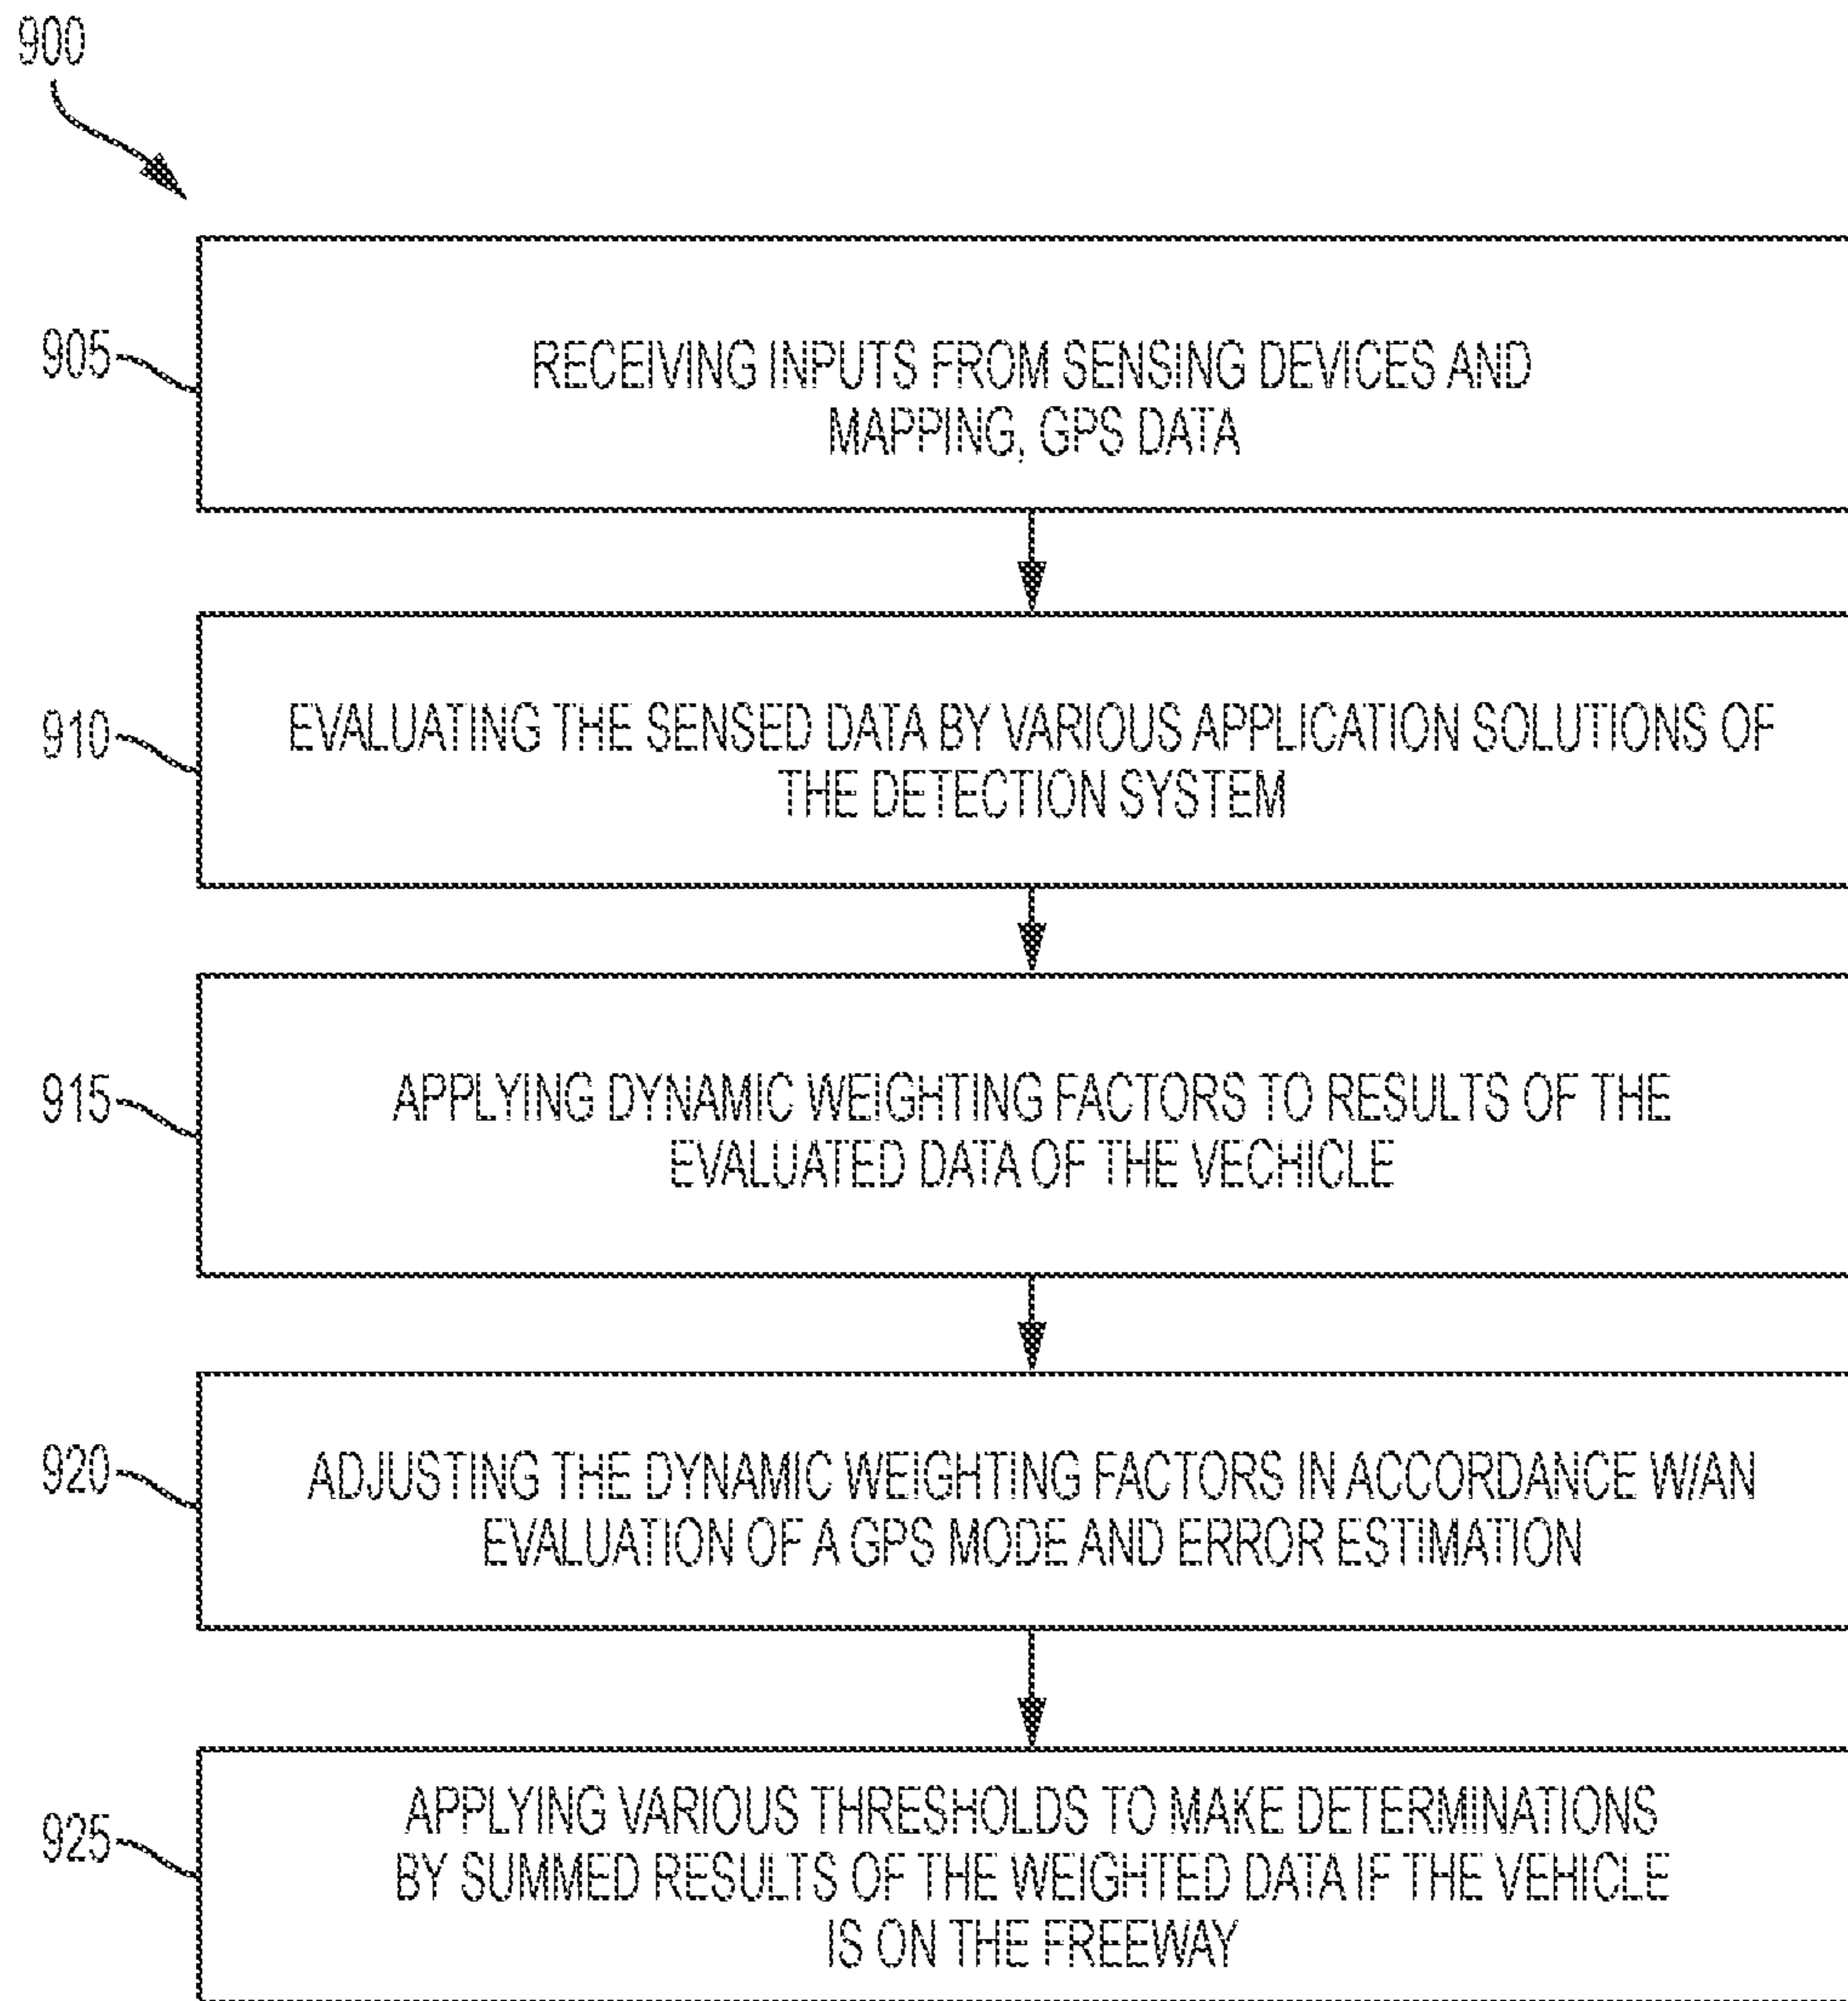 900
905
RECEIVING INPUTS FROM SENSING DEVICES AND
MAPPING, GPS DATA
910
EVALUATING THE SENSED DATA BY VARIOUS APPLICATION SOLUTIONS OF
THE DETECTION SYSTEM
915
APPLYING DYNAMIC WEIGHTING FACTORS TO RESULTS OF THE
EVALUATED DATA OF THE VECHICLE
920
ADJUSTING THE DYNAMIC WEIGHTING FACTORS IN ACCORDANCE W/AN
EVALUATION OF A GPS MODE AND ERROR ESTIMATION
925
APPLYING VARIOUS THRESHOLDS TO MAKE DETERMINATIONS
BY SUMMED RESULTS OF THE WEIGHTED DATA IF THE VEHICLE
IS ON THE FREEWAY